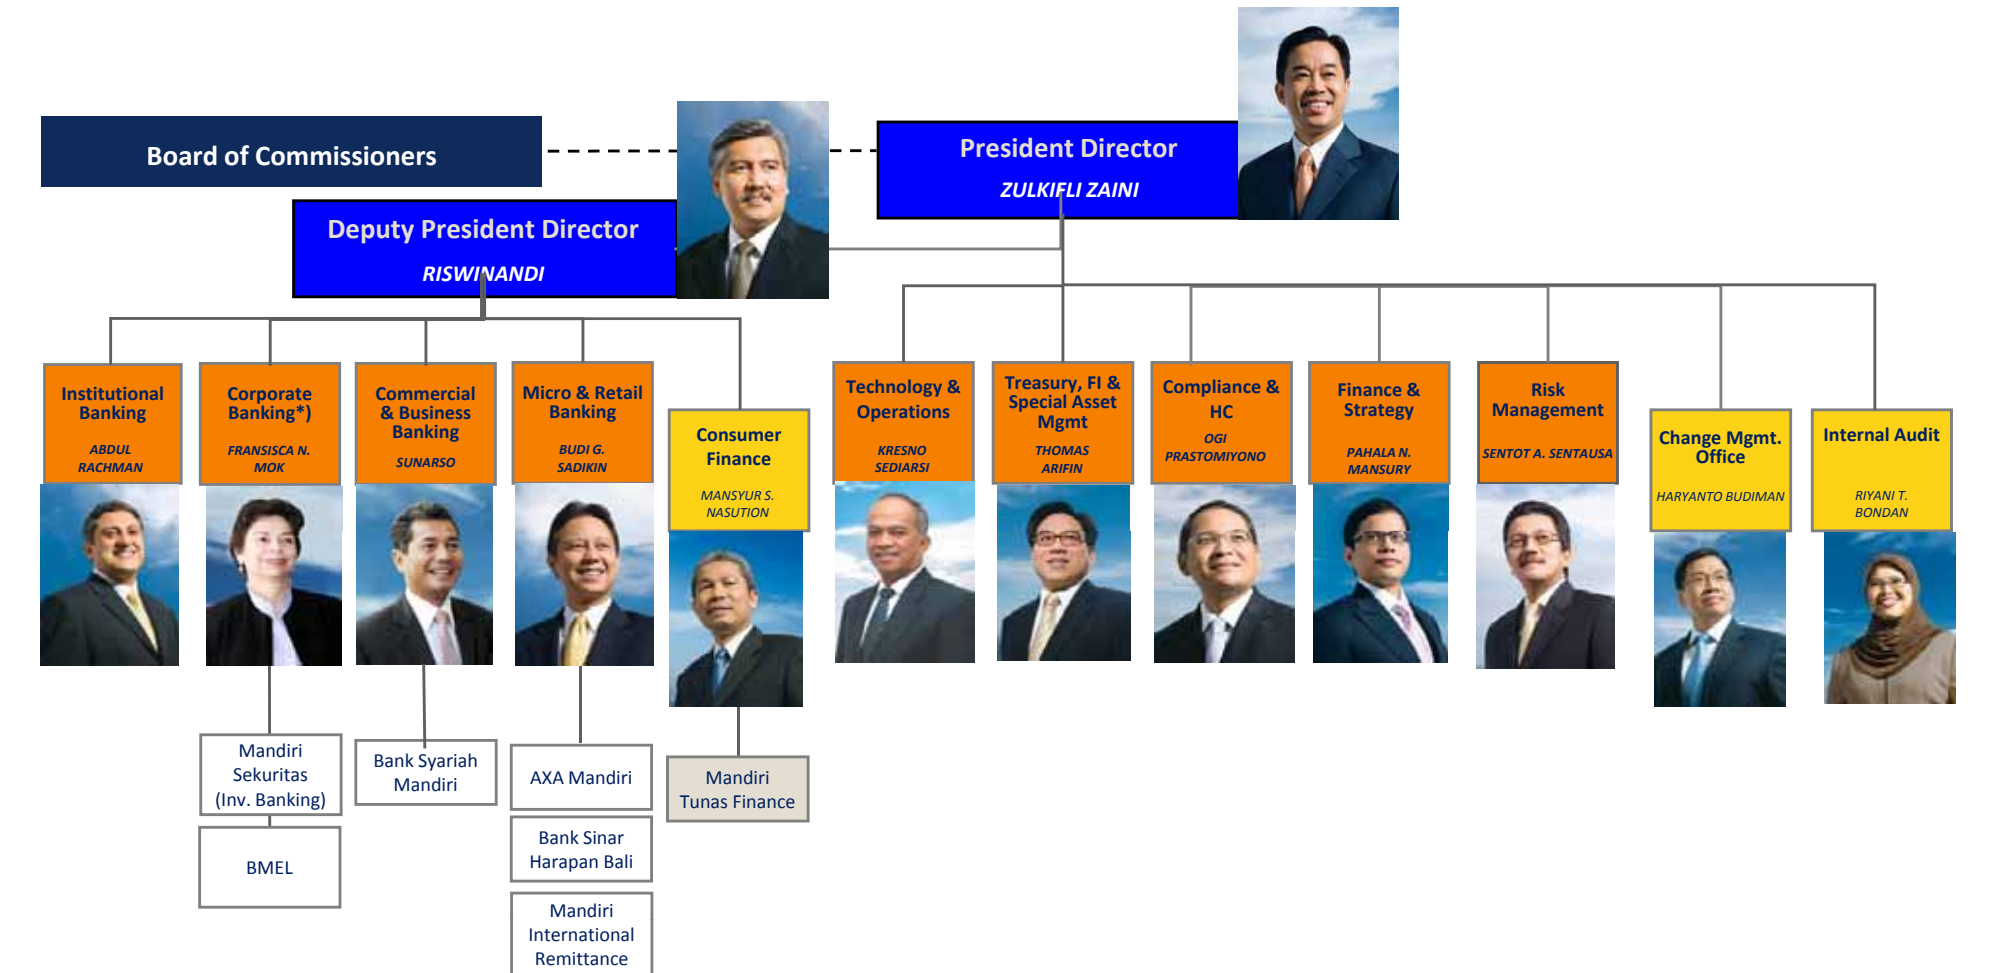 Board of Commissioners
President Director
ZULKIFLI ZAINI
Deputy President Director
RISWINANDI
Institutional
Banking
ABDUL
RACHMAN
Corporate
Banking*)
FRANSISCA N.
MOK
Commercial
& Business
Banking
SUNARSO
Micro & Retail
Banking
BUDI G.
SADIKIN
Consumer
Finance
MANSYUR S.
NASUTION
Technology &
Operations
KRESNO
SEDIARSI
Treasury, FI &
Special Asset
Mgmt
THOMAS
ARIFIN
Compliance &
HC
OGI
PRASTOMIYONO
Finance &
Strategy
PAHALA N.
MANSURY
Risk
Management
SENTOT A. SENTAUSA
Change Mgmt.
Office
HARYANTO BUDIMAN
Internal Audit
RIYANI T.
BONDAN
Mandiri
Sekuritas
(Inv. Banking)
BMEL
Bank Syariah
Mandiri
AXA Mandiri
Bank Sinar
Harapan Bali
Mandiri
International
Remittance
Mandiri
Tunas Finance